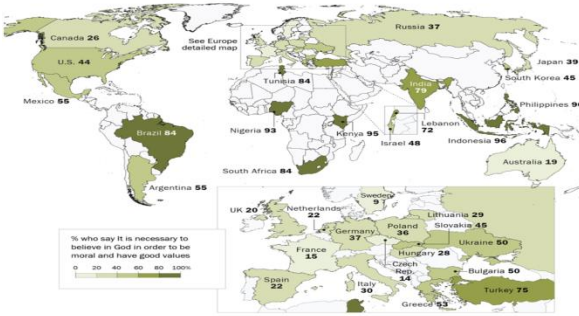 Canada 26
U.S. 44
Mexico 55
Brazil 84
Argentina 55
See Europe
detailed map
Russia 37
Tunisia 84
Nigeria 93
Kenya 95
South Africa 84
India
79
Lebanon
72
Israel 48
Japan 39
South Korea 45
Philippines
Indonesia 96
Australia 19
Sweden
9
UK 20
Netherlands
22
Germany
37
Poland
36
Lithuania 29
Slovakia 45
Ukraine 50
France
15
Hungary 28
Czech
Rep.
14
Spain
22
Italy
30
Bulgaria 50
Turkey 75
Greece 53
% who say It is necessary to
believe in God in order to be
moral and have good values
0 20 40 60 80 100%